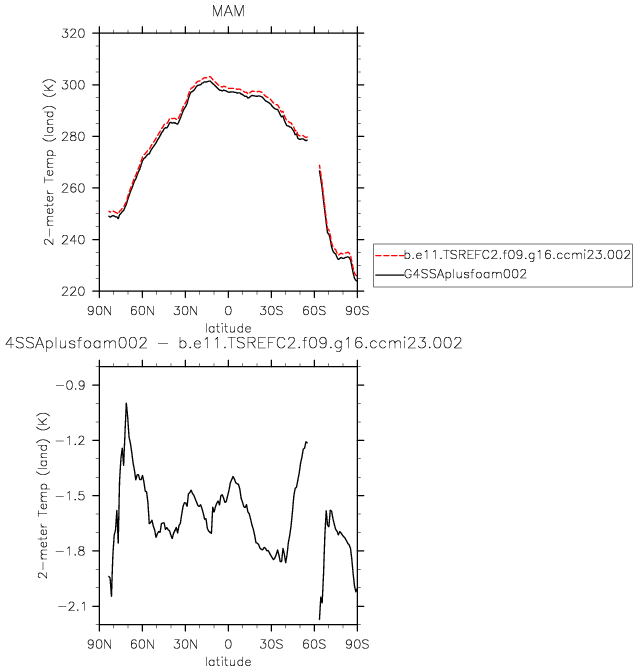 MAM
320
300
280
260
240
220
2-meter Temp (land) (K)
90N 60N 30N 0 30S 60S 90S
latitude
b.e11.TSREFC2.f09.g16.ccmi23.002
G4SSAplusfoam002
4SSAplusfoam002 - b.e11.TSREFC2.f09.g16.ccmi23.002
-0.9
-1.2
-1.5
-1.8
-2.1
2-meter Temp (land) (K)
90N 60N 30N 0 30S 60S 90S
latitude